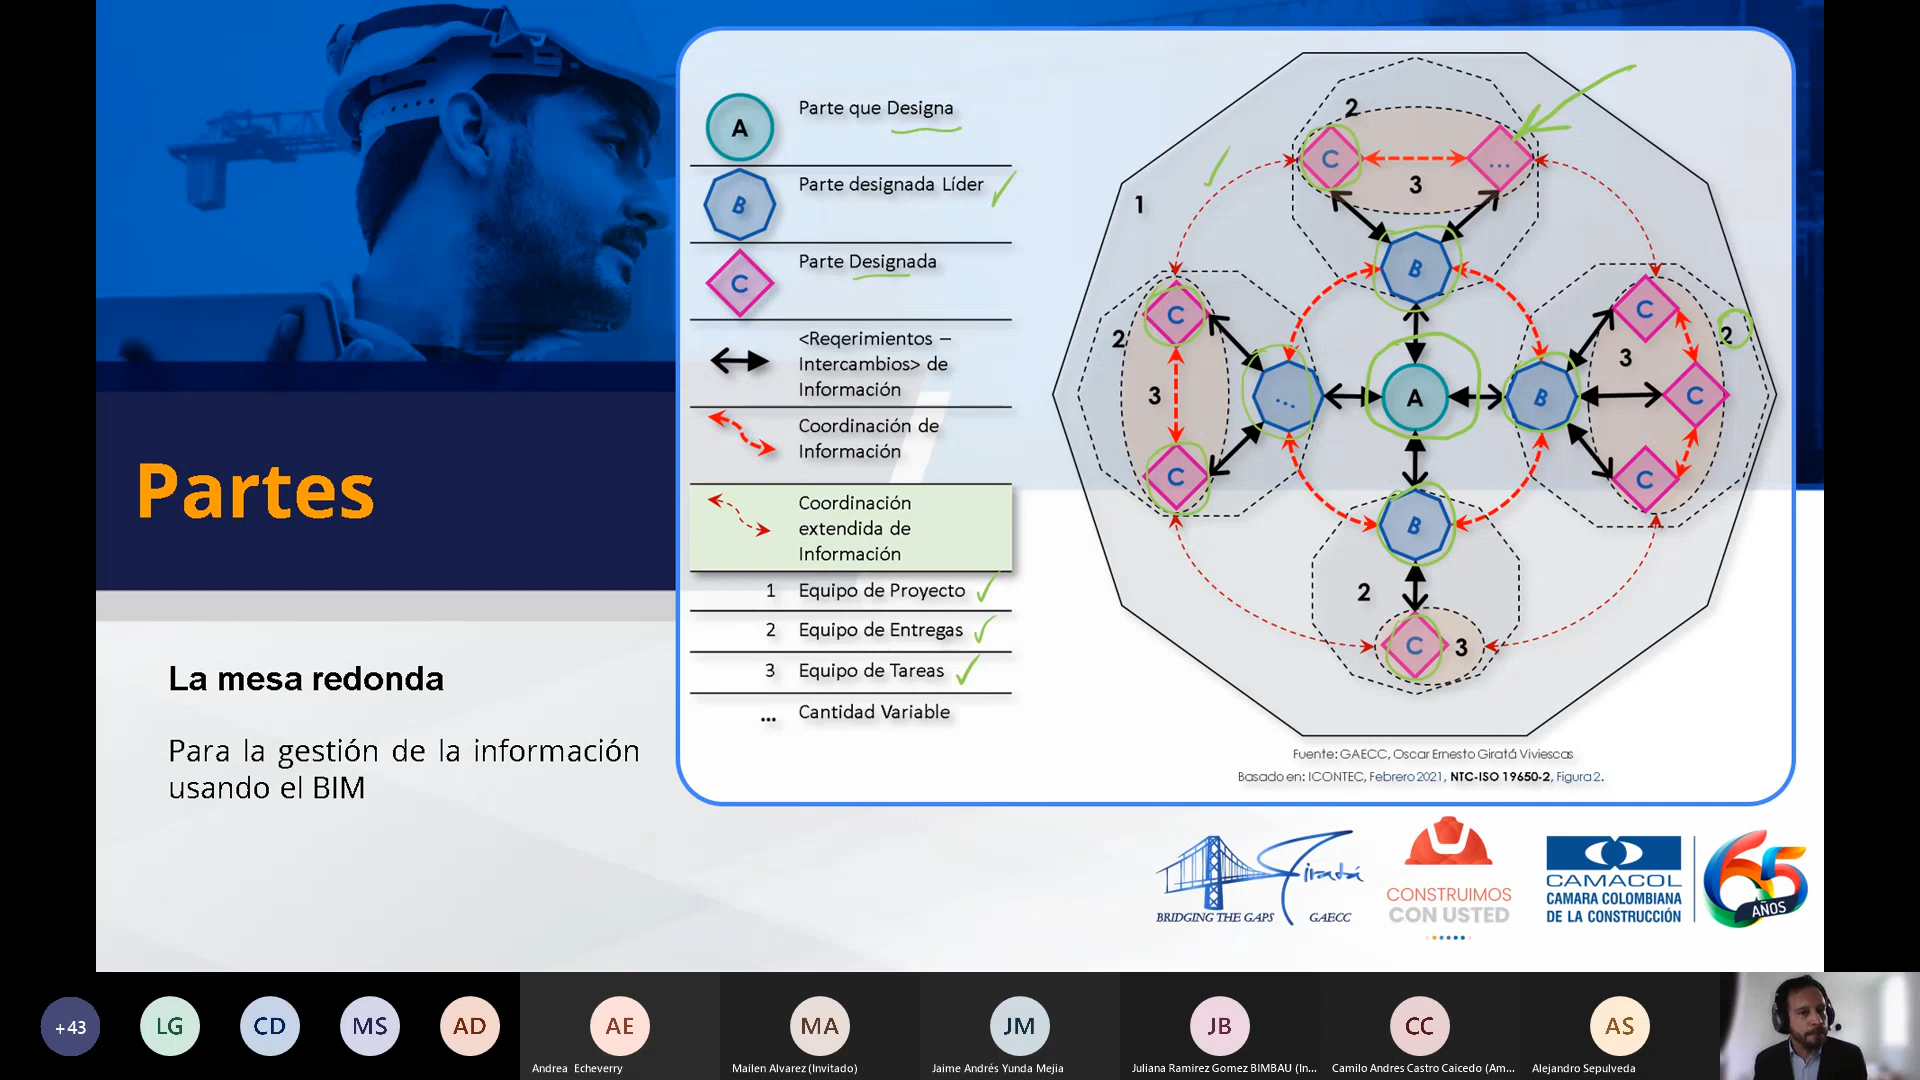 Partes
La mesa redonda
Para la gestión de la información
usando el BIM
A
Parte que Designa
B
Parte designada Líder
C
Parte Designada
<Reqerimientos –
Intercambios> de
Información
Coordinación de
Información
Coordinación
extendida de
Información
1 Equipo de Proyecto
2 Equipo de Entregas
3 Equipo de Tareas
... Cantidad Variable
1
2
C
...
3
B
2
C
3
C
...
A
B
C
3
2
C
C
B
2
C
3
Fuente: GAECC, Oscar Ernesto Giratá Viviescas
Basado en: ICONTEC, Febrero 2021, NTC-ISO 19650-2, Figura 2.
Giratá
BRIDGING THE GAPS GAECC
CONSTRUIMOS
CON USTED
CAMACOL
CAMARA COLOMBIANA
DE LA CONSTRUCCIÓN
65
AÑOS
+43
LG
CD
MS
AD
AE
Andrea Echeverry
MA
Mailen Alvarez (Invitado)
JM
Jaime Andrés Yunda Mejia
JB
Juliana Ramirez Gomez BIMBAU (In...
CC
Camilo Andres Castro Caicedo (Am...
AS
Alejandro Sepulveda